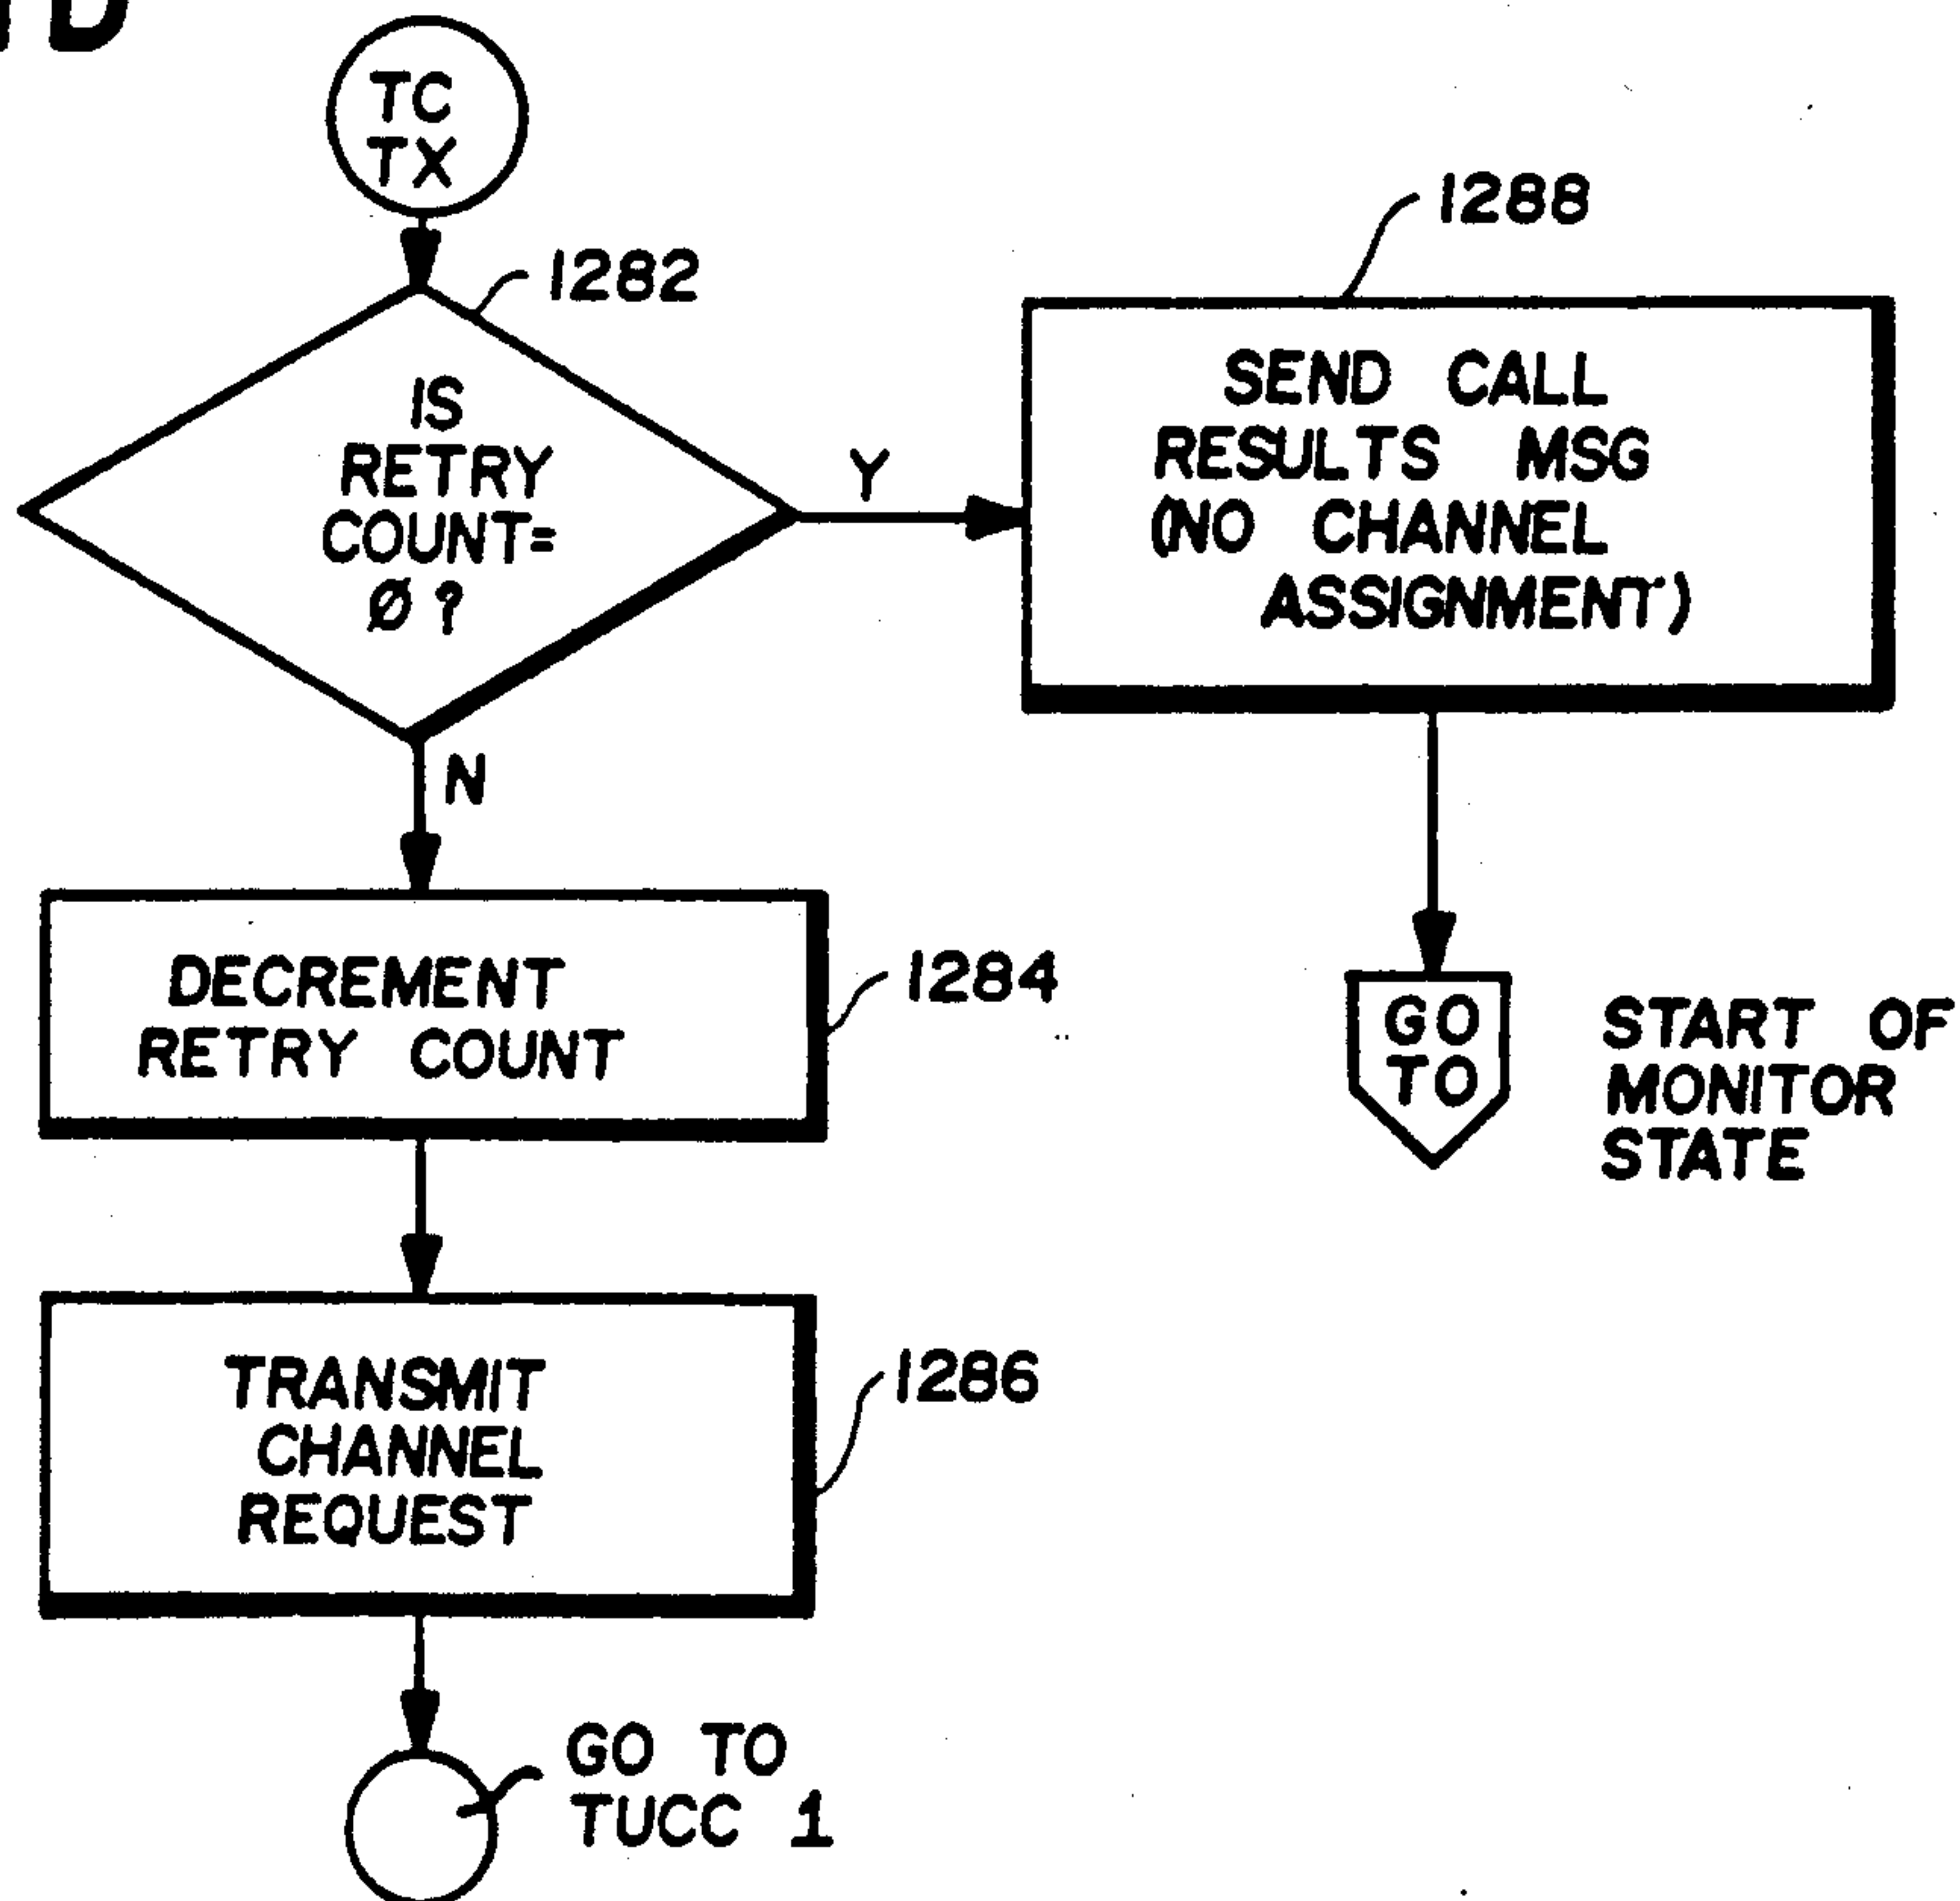 TC
TX
1282
IS
RETRY
COUNT=
Ø ?
Y
1288
SEND CALL
RESULTS MSG
(NO CHANNEL
ASSIGNMENT)
N
DECREMENT
RETRY COUNT
1284
GO
TO
START OF
MONITOR
STATE
TRANSMIT
CHANNEL
REQUEST
1286
GO TO
TUCC 1